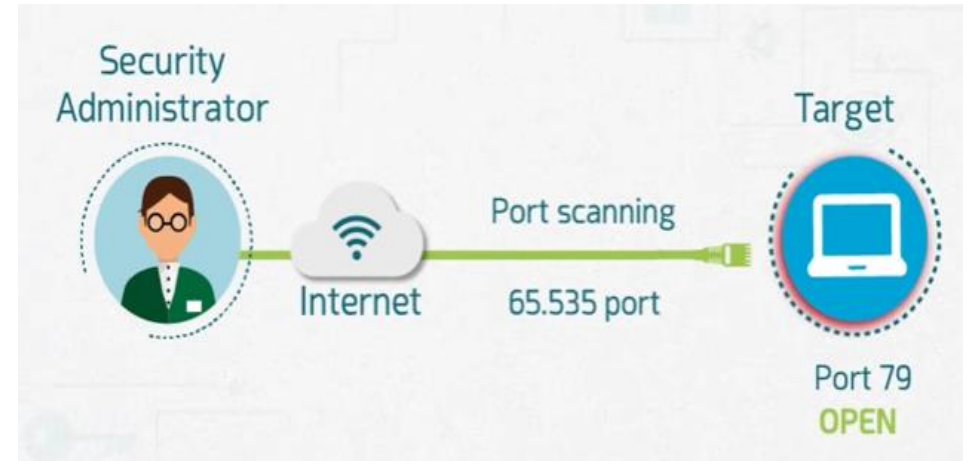 Security
Administrator
Target
Port scanning
Internet
65.535 port
Port 79
OPEN